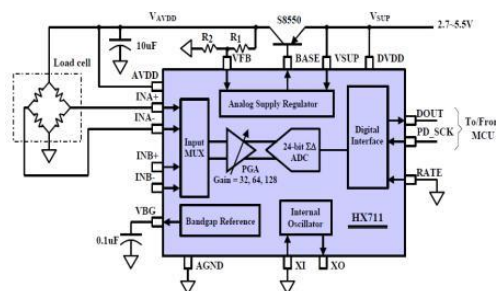 VAVDD
S8550
VSUP
2.7~5.5V
R2
R1
10uF
Load cell
VFB
BASE
VSUP
DVDD
AVDD
Analog Supply Regulator
INA+
INA-
DOUT
To/From
MCU
PD_SCK
Input
MUX
24-bit ΣΔ
ADC
Digital
Interface
PGA
Gain = 32, 64, 128
INB+
INB-
RATE
VBG
Bandgap Reference
Internal
Oscillator
HX711
0.1uF
AGND
XI
XO